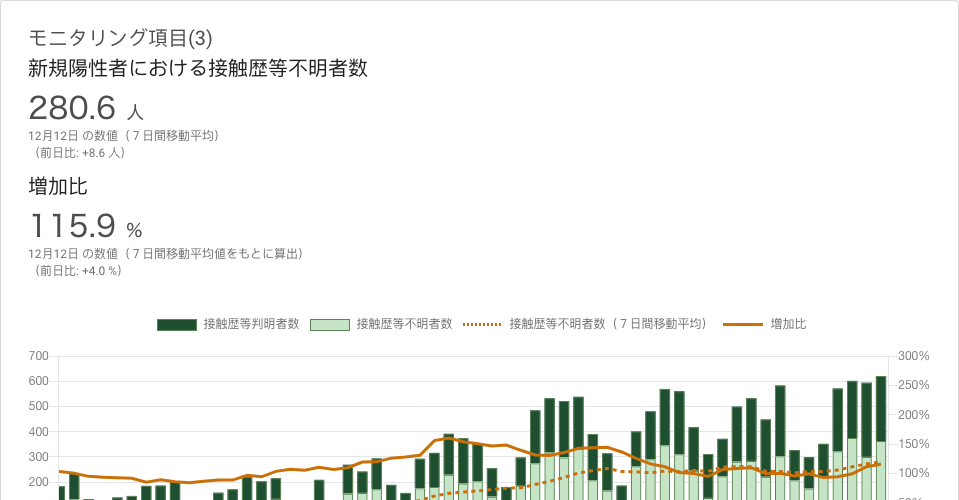 モニタリング項目(3)
新規陽性者における接触歴等不明者数
280.6 人
12月12日 の数値（７日間移動平均）
（前日比: +8.6 人）
増加比
115.9 %
12月12日 の数値（７日間移動平均値をもとに算出）
（前日比: +4.0 %）
接触歴等判明者数 接触歴等不明者数 接触歴等不明者数（７日間移動平均） 増加比
700 300%
600 250%
500 200%
400 150%
300 100%
200